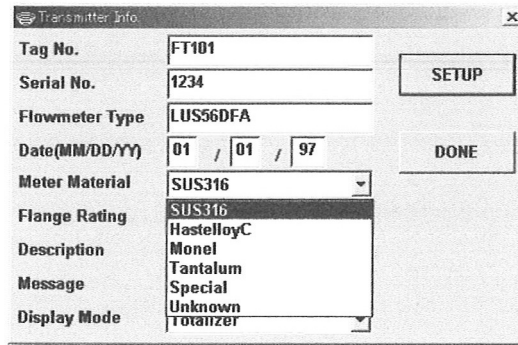 Transmitter Info.
Tag No. FT101
Serial No. 1234
SETUP
Flowmeter Type LUS56DFA
Date(MM/DD/YY) 01 / 01 / 97
DONE
Meter Material SUS316
Flange Rating SUS316
HastelloyC
Description Monel
Tantalum
Message Special
Unknown
Display Mode Totalizer